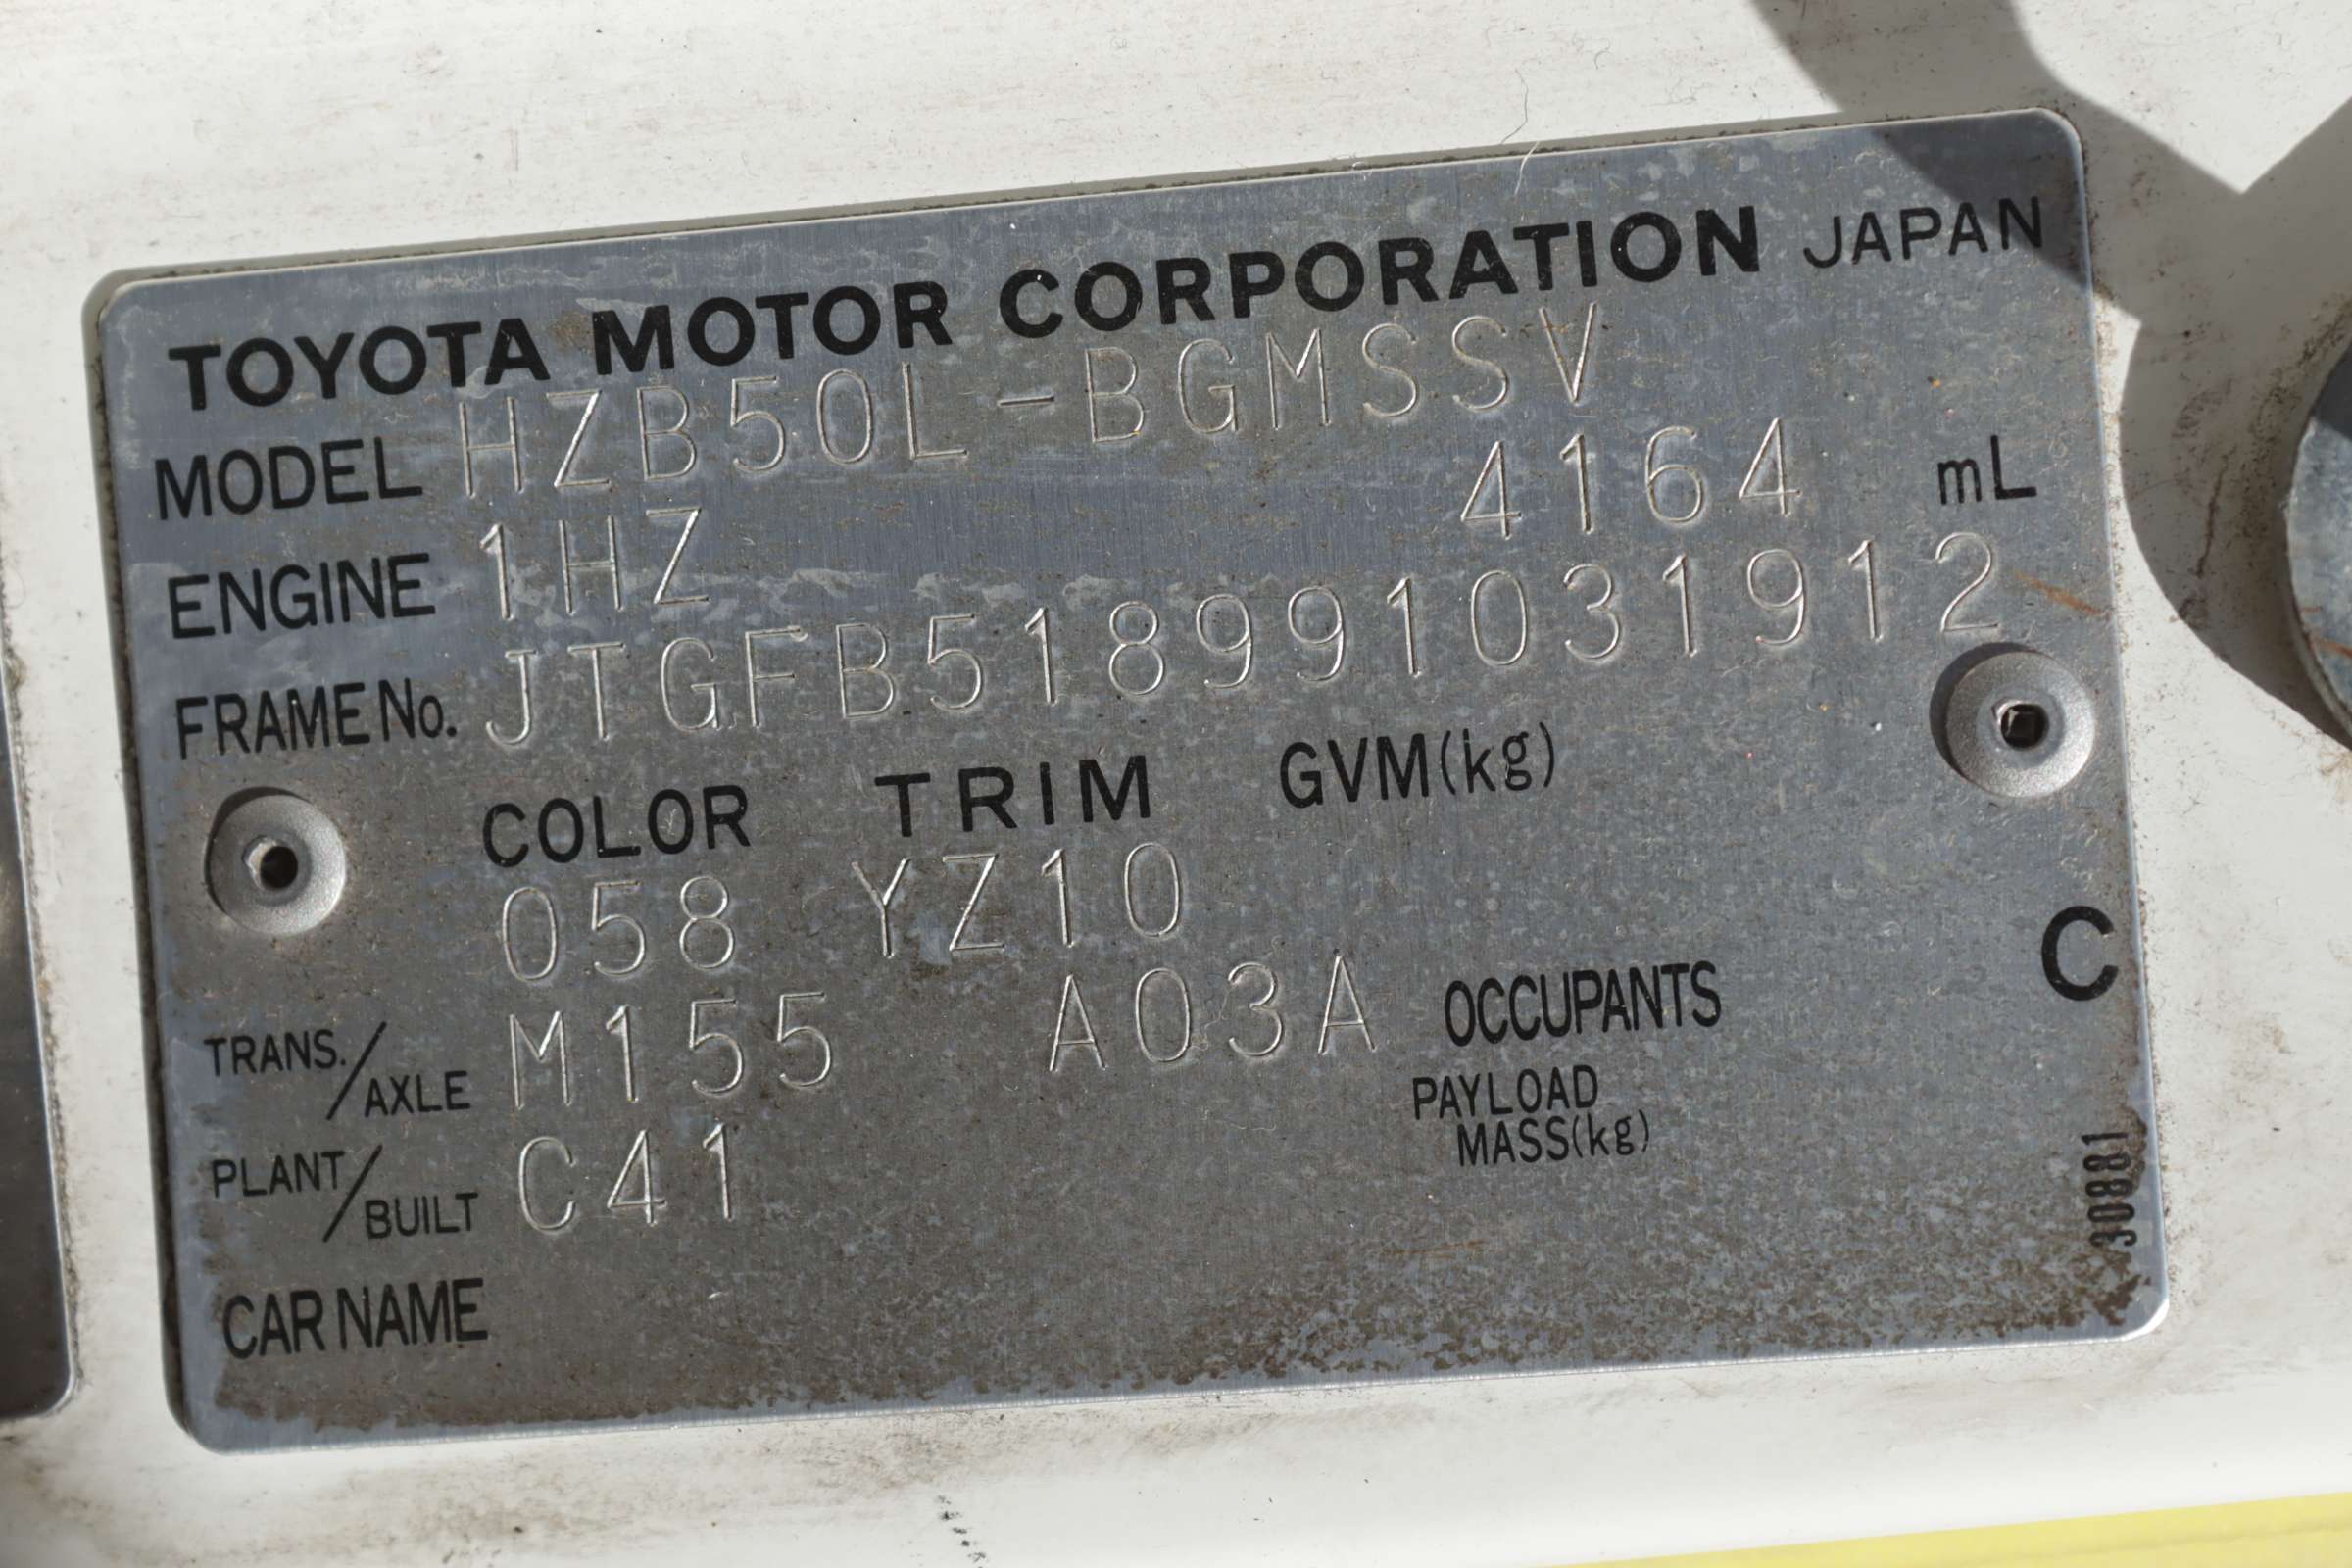 TOYOTA MOTOR CORPORATION JAPAN
MODEL HZB50L-BGMSSV
ENGINE 1HZ 4164 mL
FRAME No. JTGFB518991031912
COLOR TRIM GVM(kg)
058 YZ10
TRANS./AXLE M155 A03A OCCUPANTS
PAYLOAD
MASS(kg)
PLANT/BUILT C41
CAR NAME
C
30881